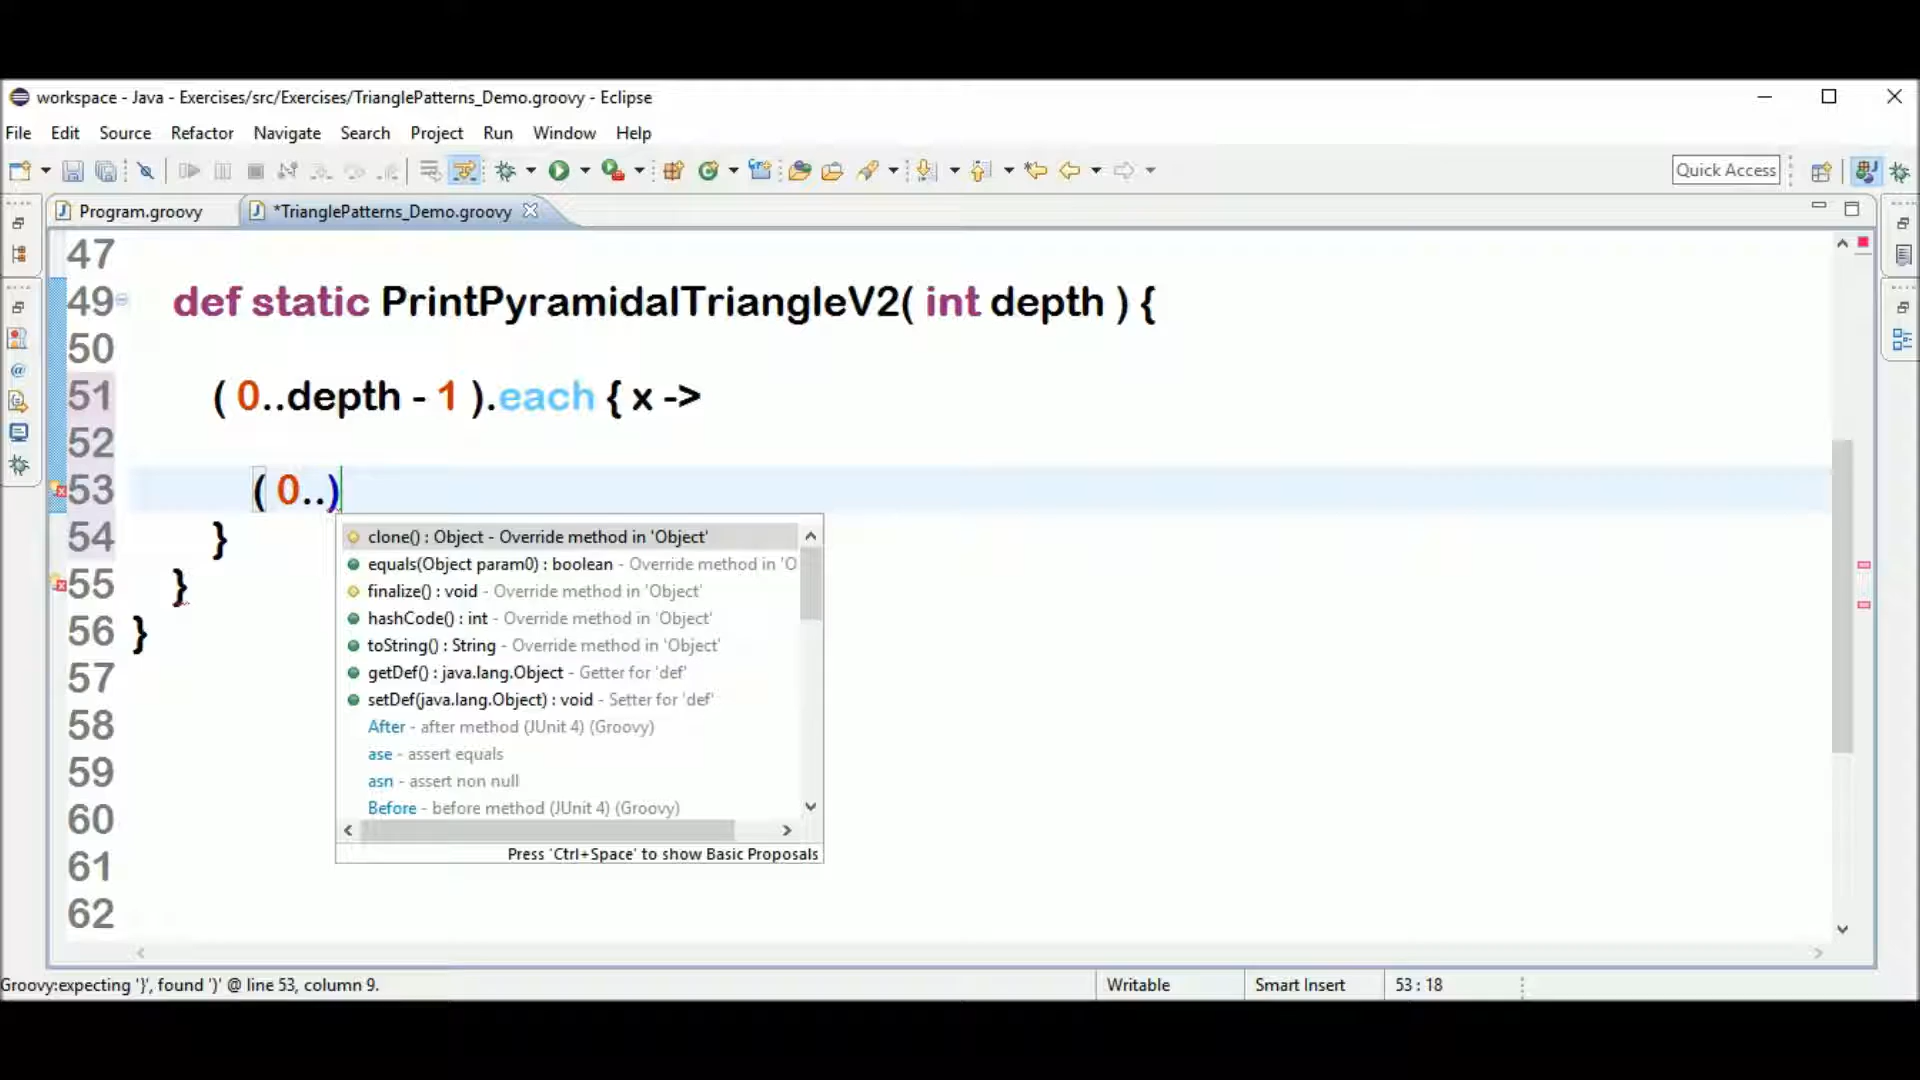 workspace - Java - Exercises/src/Exercises/TrianglePatterns_Demo.groovy - Eclipse
File Edit Source Refactor Navigate Search Project Run Window Help
Quick Access
Program.groovy *TrianglePatterns_Demo.groovy
47
49 def static PrintPyramidalTriangleV2( int depth ) {
50
51 ( 0..depth - 1 ).each { x ->
52
53 ( 0..)
54 }
55 }
56 }
57
58
59
60
61
62
clone() : Object - Override method in 'Object'
equals(Object param0) : boolean - Override method in 'O
finalize() : void - Override method in 'Object'
hashCode() : int - Override method in 'Object'
toString() : String - Override method in 'Object'
getDef() : java.lang.Object - Getter for 'def'
setDef(java.lang.Object) : void - Setter for 'def'
After - after method (JUnit 4) (Groovy)
ase - assert equals
asn - assert non null
Before - before method (JUnit 4) (Groovy)
Press 'Ctrl+Space' to show Basic Proposals
Groovy:expecting '}', found ')' @ line 53, column 9. Writable Smart Insert 53 : 18